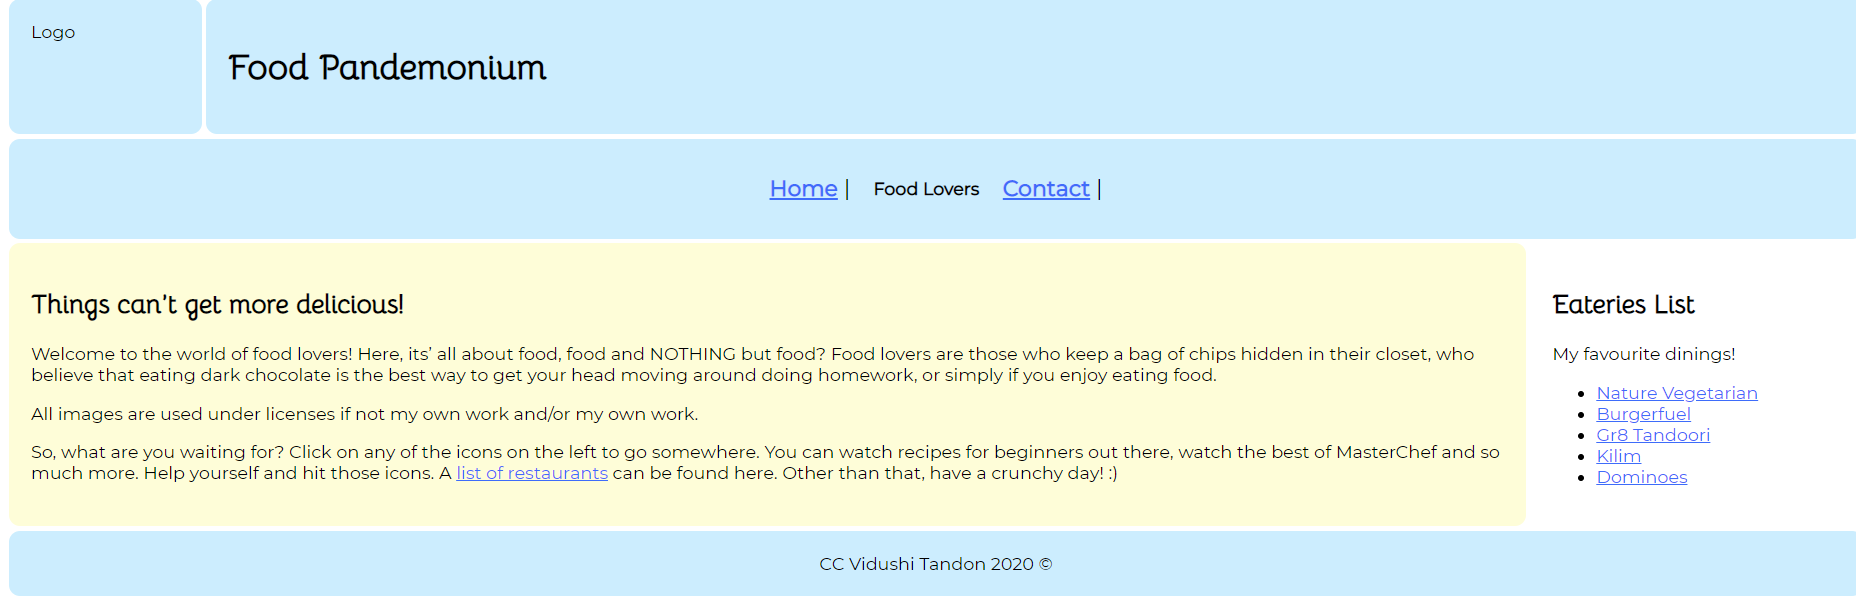 Logo
Food Pandemonium
Home | Food Lovers Contact |
Things can't get more delicious!
Welcome to the world of food lovers! Here, its' all about food, food and NOTHING but food? Food lovers are those who keep a bag of chips hidden in their closet, who
believe that eating dark chocolate is the best way to get your head moving around doing homework, or simply if you enjoy eating food.
All images are used under licenses if not my own work and/or my own work.
So, what are you waiting for? Click on any of the icons on the left to go somewhere. You can watch recipes for beginners out there, watch the best of MasterChef and so
much more. Help yourself and hit those icons. A list of restaurants can be found here. Other than that, have a crunchy day! :)
Eateries List
My favourite dinings!
• Nature Vegetarian
• Burgerfuel
• Gr8 Tandoori
• Kilim
• Dominoes
CC Vidushi Tandon 2020 ©